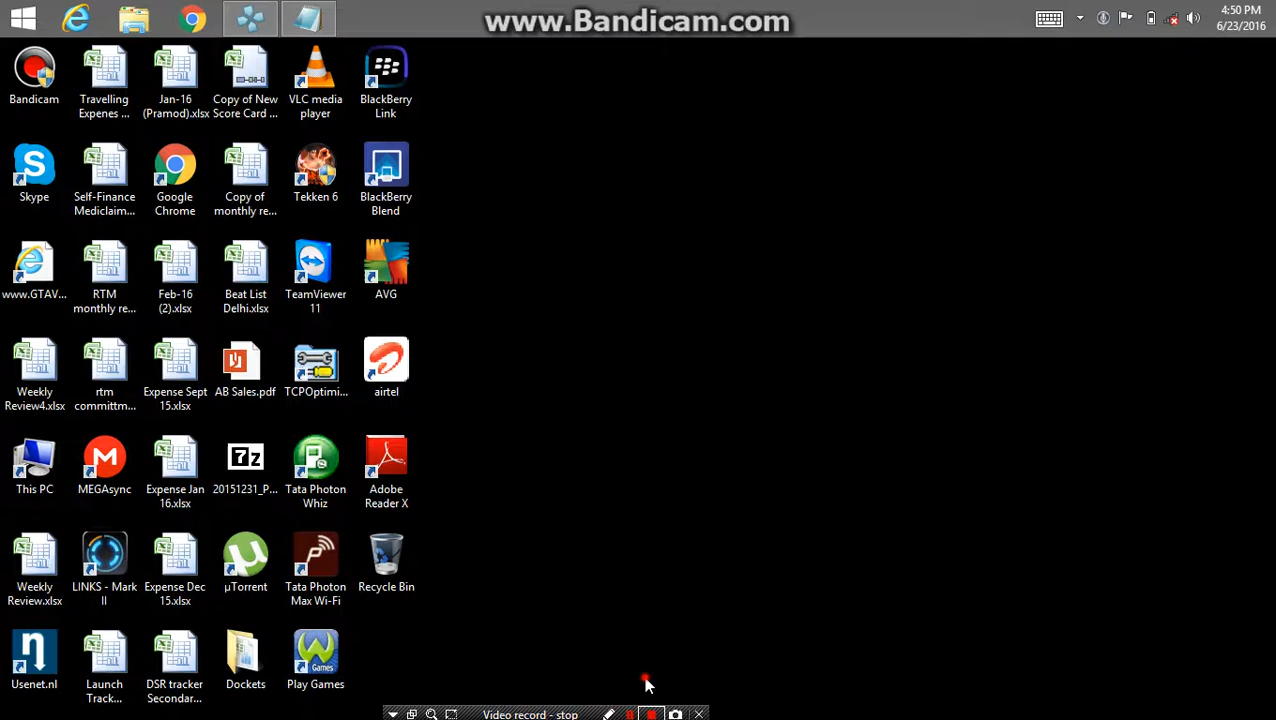 www.Bandicam.com
4:50 PM
6/23/2016
Bandicam
Travelling
Expenes ...
Jan-16
(Pramod).xlsx
Copy of New
Score Card ...
VLC media
player
BlackBerry
Link
Skype
Self-Finance
Mediclaim...
Google
Chrome
Copy of
monthly re...
Tekken 6
BlackBerry
Blend
www.GTAV...
RTM
monthly re...
Feb-16
(2).xlsx
Beat List
Delhi.xlsx
TeamViewer
11
AVG
Weekly
Review4.xlsx
rtm
committm...
Expense Sept
15.xlsx
AB Sales.pdf
TCPOptimi...
airtel
This PC
MEGAsync
Expense Jan
16.xlsx
7z
20151231_P...
Tata Photon
Whiz
Adobe
Reader X
Weekly
Review.xlsx
LINKS - Mark
II
Expense Dec
15.xlsx
µTorrent
Tata Photon
Max Wi-Fi
Recycle Bin
Usenet.nl
Launch
Track...
DSR tracker
Secondar...
Dockets
Games
Play Games
Video record - stop